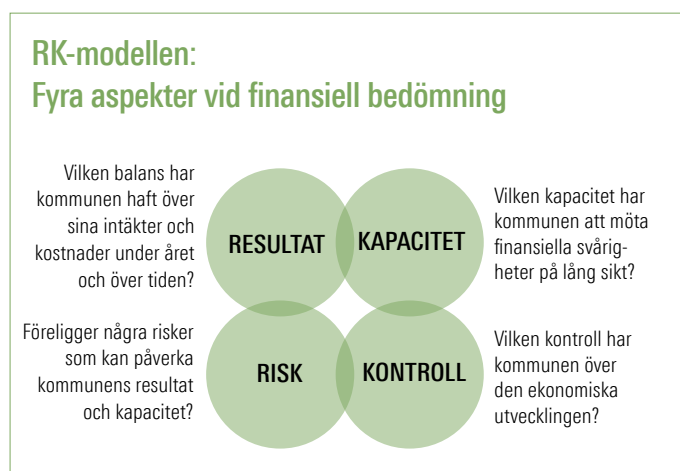 RK-modellen:
Fyra aspekter vid finansiell bedömning
Vilken balans har
kommunen haft över
sina intäkter och
kostnader under året
och över tiden?
RESULTAT
KAPACITET
Vilken kapacitet har
kommunen att möta
finansiella svårig-
heter på lång sikt?
Föreligger några risker
som kan påverka
kommunens resultat
och kapacitet?
RISK
KONTROLL
Vilken kontroll har
kommunen över
den ekonomiska
utvecklingen?